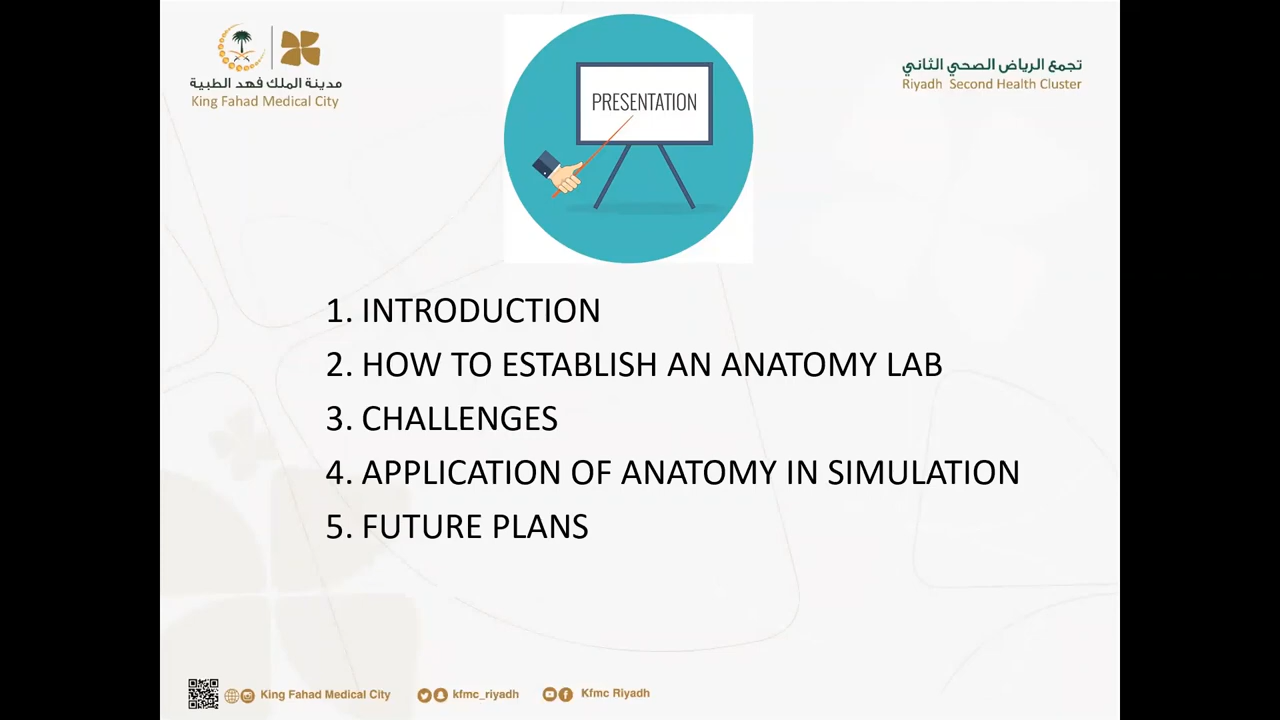 مدينة الملك فهد الطبية
King Fahad Medical City
تجمع الرياض الصحي الثاني
Riyadh Second Health Cluster
PRESENTATION
1. INTRODUCTION
2. HOW TO ESTABLISH AN ANATOMY LAB
3. CHALLENGES
4. APPLICATION OF ANATOMY IN SIMULATION
5. FUTURE PLANS
King Fahad Medical City kfmc_riyadh Kfmc Riyadh